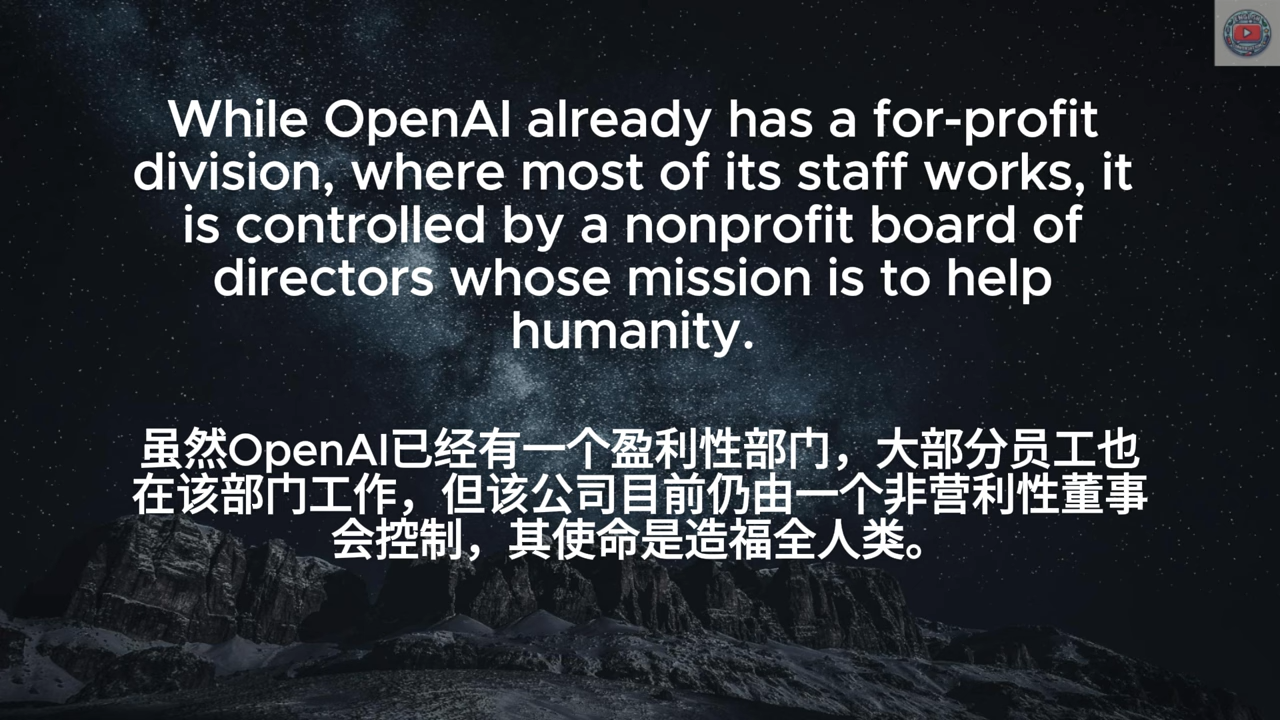 While OpenAI already has a for-profit
division, where most of its staff works, it
is controlled by a nonprofit board of
directors whose mission is to help
humanity.
虽然OpenAI已经有一个盈利性部门，大部分员工也
在该部门工作，但该公司目前仍由一个非营利性董事
会控制，其使命是造福全人类。